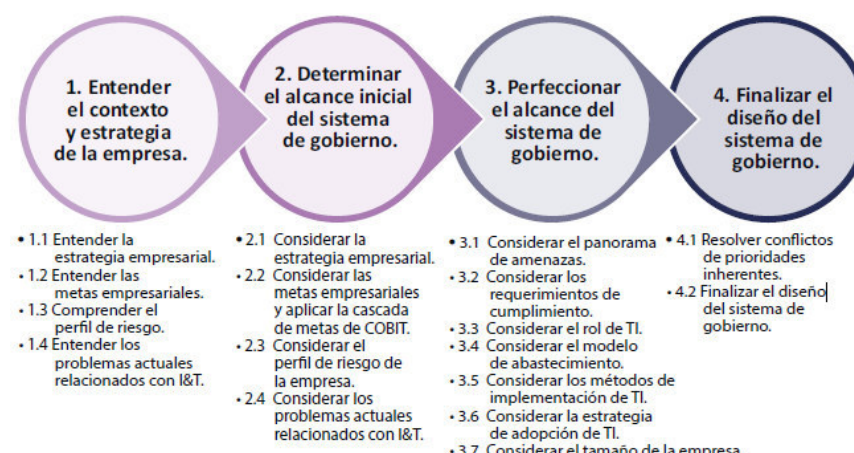 1. Entender
el contexto
y estrategia
de la empresa.
2. Determinar
el alcance inicial
del sistema
de gobierno.
3. Perfeccionar
el alcance del
sistema de
gobierno.
4. Finalizar el
diseño del
sistema de
gobierno.
• 1.1 Entender la
estrategia empresarial.
• 1.2 Entender las
metas empresariales.
• 1.3 Comprender el
perfil de riesgo.
• 1.4 Entender los
problemas actuales
relacionados con I&T.
• 2.1 Considerar la
estrategia empresarial.
• 2.2 Considerar las
metas empresariales
y aplicar la cascada
de metas de COBIT.
• 2.3 Considerar el
perfil de riesgo de
la empresa.
• 2.4 Considerar los
problemas actuales
relacionados con I&T.
• 3.1 Considerar el panorama
de amenazas.
• 3.2 Considerar los
requerimientos de
cumplimiento.
• 3.3 Considerar el rol de TI.
• 3.4 Considerar el modelo
de abastecimiento.
• 3.5 Considerar los métodos de
implementación de TI.
• 3.6 Considerar la estrategia
de adopción de TI.
• 3.7 Considerar el tamaño de la empresa
• 4.1 Resolver conflictos
de prioridades
inherentes.
• 4.2 Finalizar el diseño
del sistema de
gobierno.